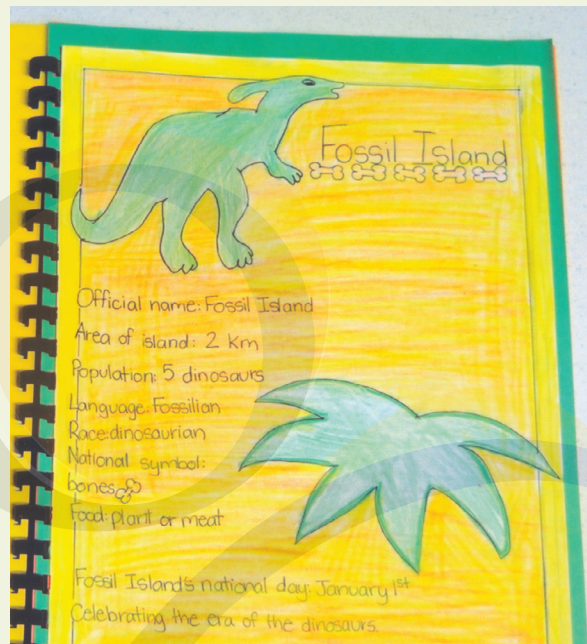 Fossil Island
Official name: Fossil Island
Area of island: 2 km
Population: 5 dinosaurs
Language: Fossilian
Race: dinosaurian
National symbol:
bones
Food: plant or meat
Fossil Island's national day: January 1st
Celebrating the era of the dinosaurs.